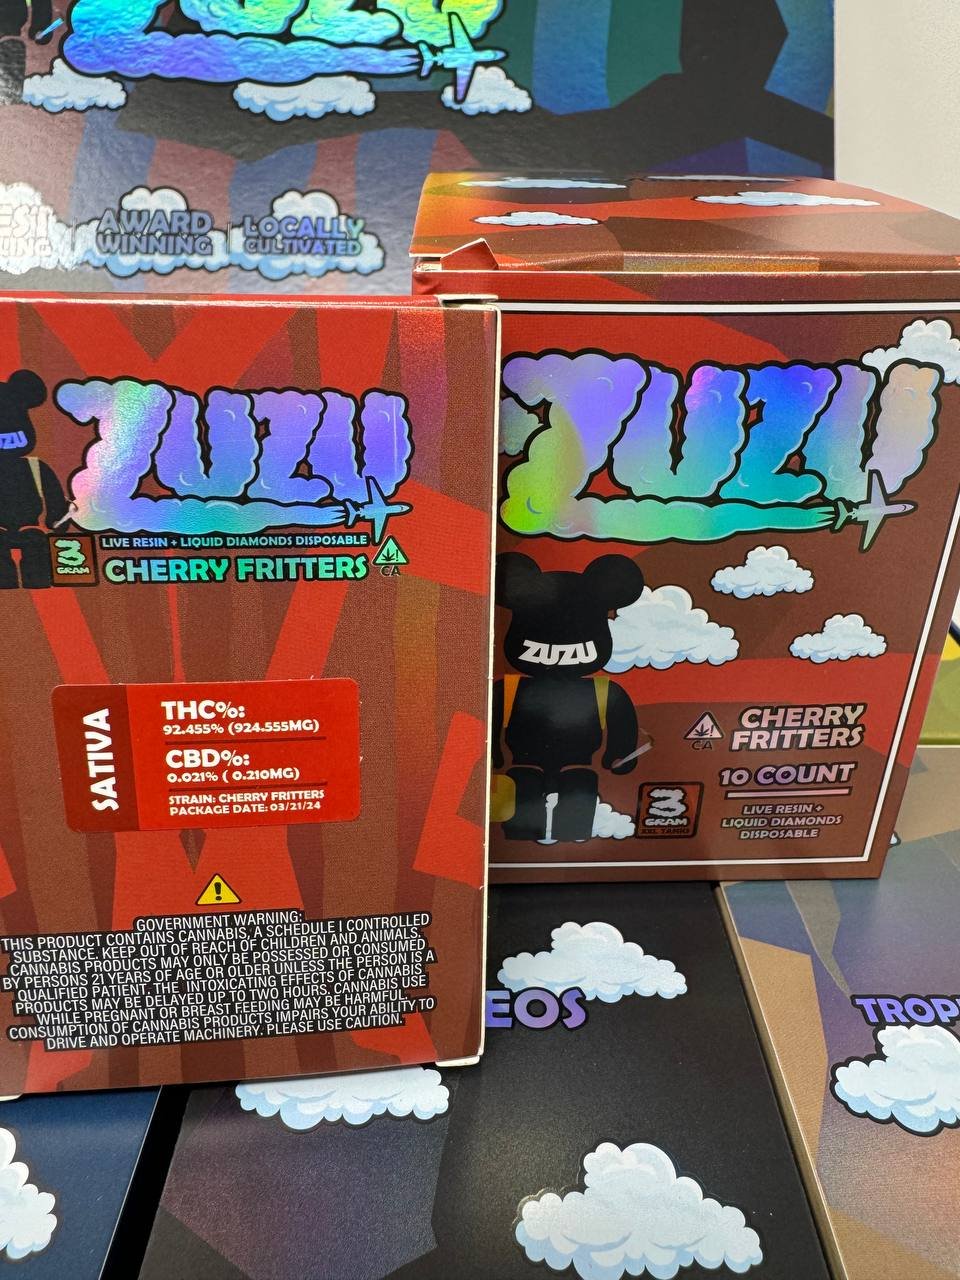 ZUZU
AWARD
WINNING
LOCALLY
CULTIVATED
ZUZU
ZUZU
3
GRAM
LIVE RESIN + LIQUID DIAMONDS DISPOSABLE
CHERRY FRITTERS
CA
SATIVA
THC%:
92.455% (924.555MG)
CBD%:
0.021% ( 0.210MG)
STRAIN: CHERRY FRITTERS
PACKAGE DATE: 03/21/24
GOVERNMENT WARNING:
THIS PRODUCT CONTAINS CANNABIS, A SCHEDULE I CONTROLLED
SUBSTANCE. KEEP OUT OF REACH OF CHILDREN AND ANIMALS.
CANNABIS PRODUCTS MAY ONLY BE POSSESSED OR CONSUMED
BY PERSONS 21 YEARS OF AGE OR OLDER UNLESS THE PERSON IS A
QUALIFIED PATIENT. THE INTOXICATING EFFECTS OF CANNABIS
PRODUCTS MAY BE DELAYED UP TO TWO HOURS. CANNABIS USE
WHILE PREGNANT OR BREAST FEEDING MAY BE HARMFUL.
CONSUMPTION OF CANNABIS PRODUCTS IMPAIRS YOUR ABILITY TO
DRIVE AND OPERATE MACHINERY. PLEASE USE CAUTION.
ZUZU
ZUZU
CA
CHERRY
FRITTERS
10 COUNT
3
GRAM
XXL TANK
LIVE RESIN +
LIQUID DIAMONDS
DISPOSABLE
EOS
TROP